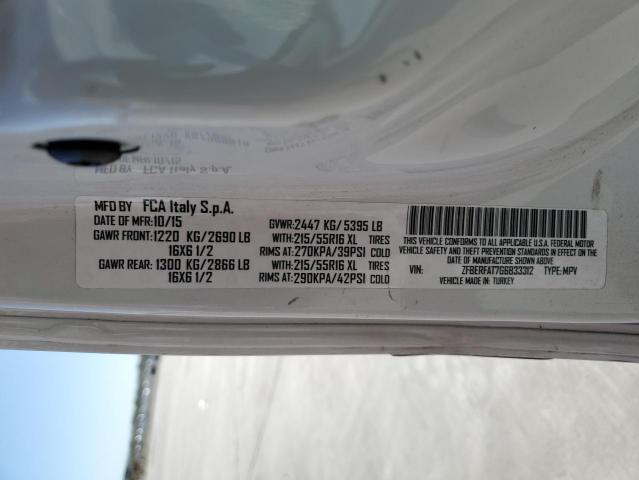 MFD BY FCA Italy S.p.A.
DATE OF MFR: 10/15 GVWR: 2447 KG/ 5395 LB
GAWR FRONT: 1220 KG/2690 LB WITH: 215/55R16 XL TIRES
16X6 1/2 RIMS AT: 270KPA/39PSI COLD
GAWR REAR: 1300 KG/2866 LB WITH: 215/55R16 XL TIRES
16X6 1/2 RIMS AT: 290KPA/42PSI COLD
THIS VEHICLE CONFORMS TO ALL APPLICABLE U.S.A. FEDERAL MOTOR
VEHICLE SAFETY AND THEFT PREVENTION STANDARDS IN EFFECT ON THE
DATE OF MANUFACTURE SHOWN ABOVE
VIN: ZFBERFAT7G6B33312 TYPE: MPV
VEHICLE MADE IN: TURKEY